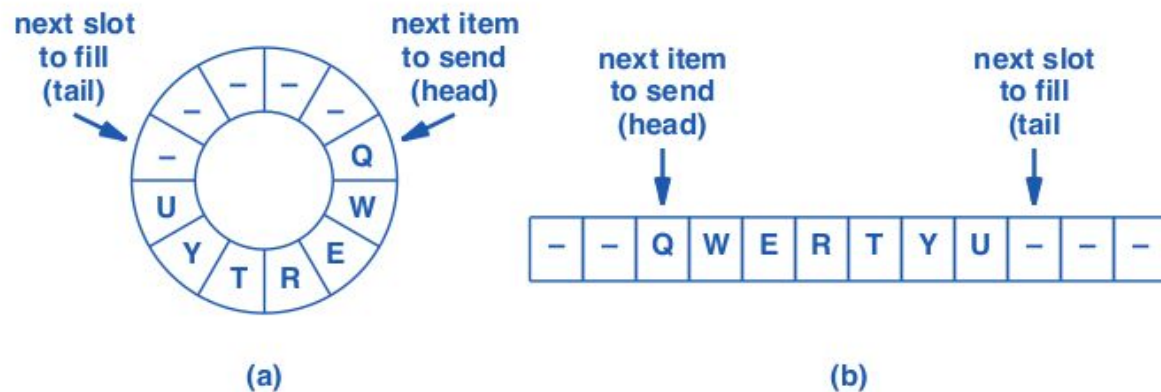 next slot
to fill
(tail)
next item
to send
(head)
– – – – – Q W E R T Y U
next item
to send
(head)
next slot
to fill
(tail
– – Q W E R T Y U – – –
(a)
(b)